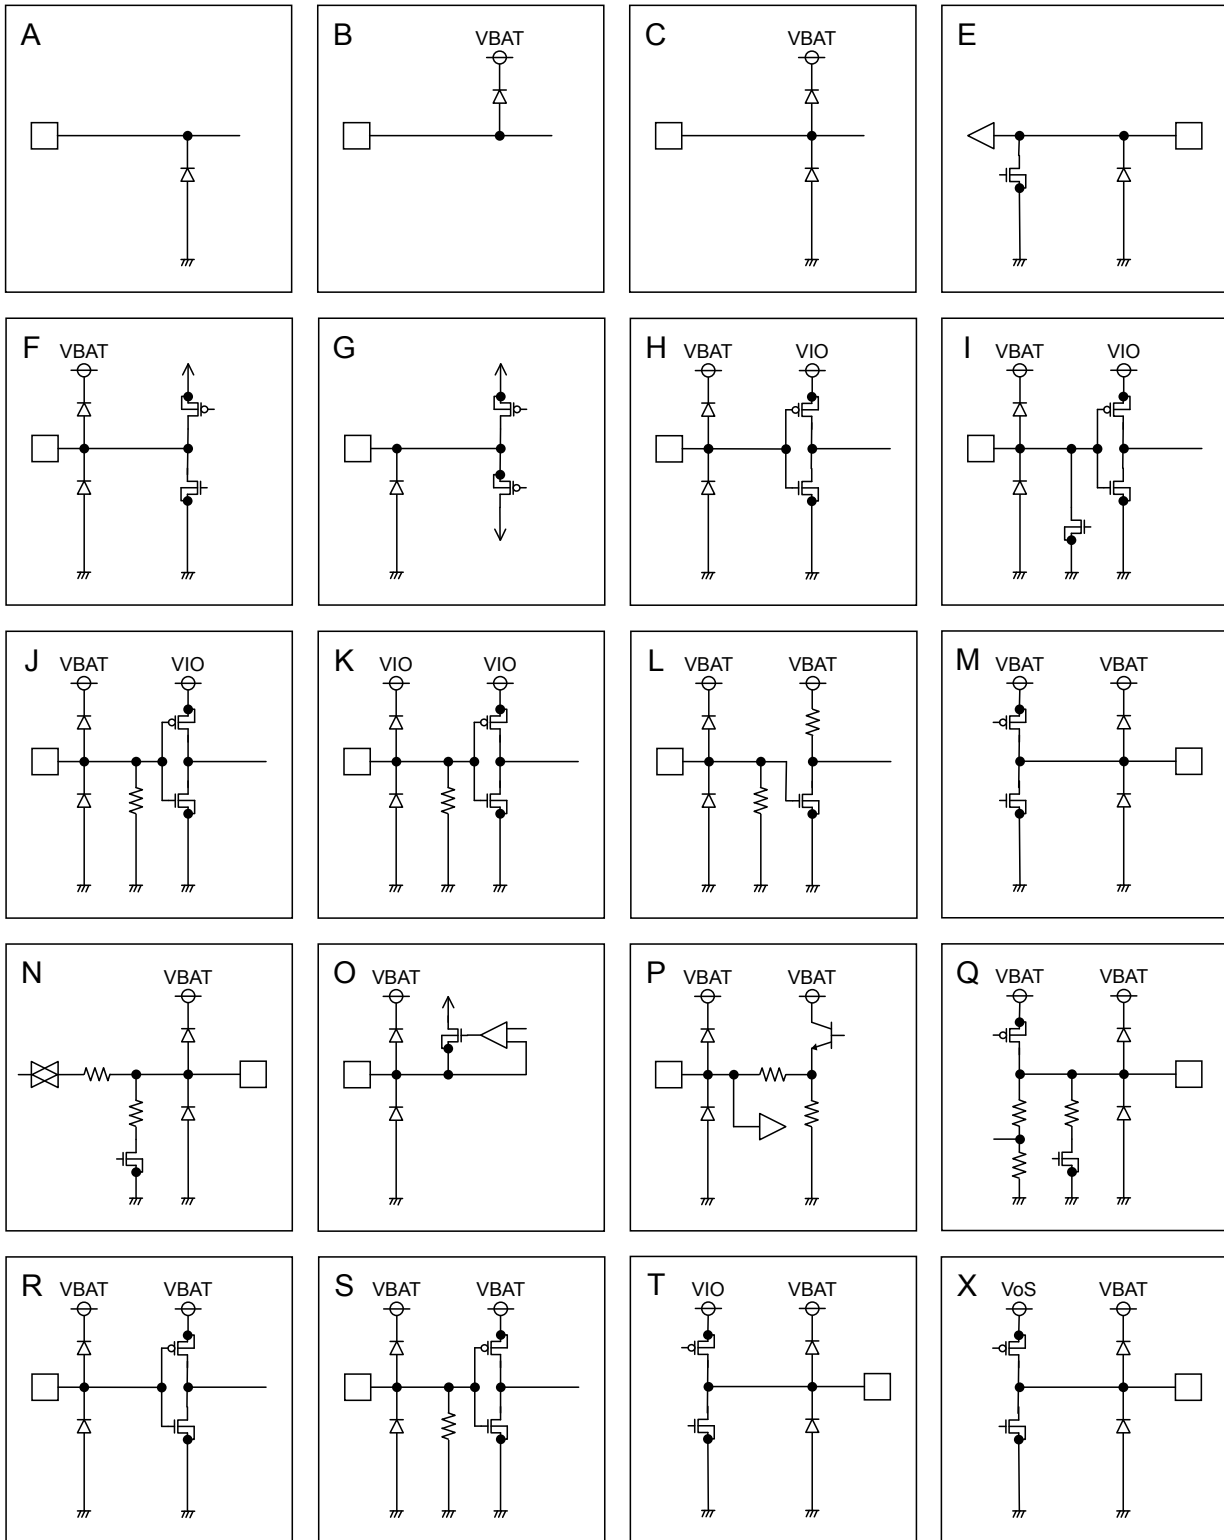 A
B
VBAT
C
VBAT
E
F VBAT
G
H VBAT VIO
I VBAT VIO
J VBAT VIO
K VIO VIO
L VBAT VBAT
M VBAT VBAT
N VBAT
O VBAT
P VBAT VBAT
Q VBAT VBAT
R VBAT VBAT
S VBAT VBAT
T VIO VBAT
X VoS VBAT